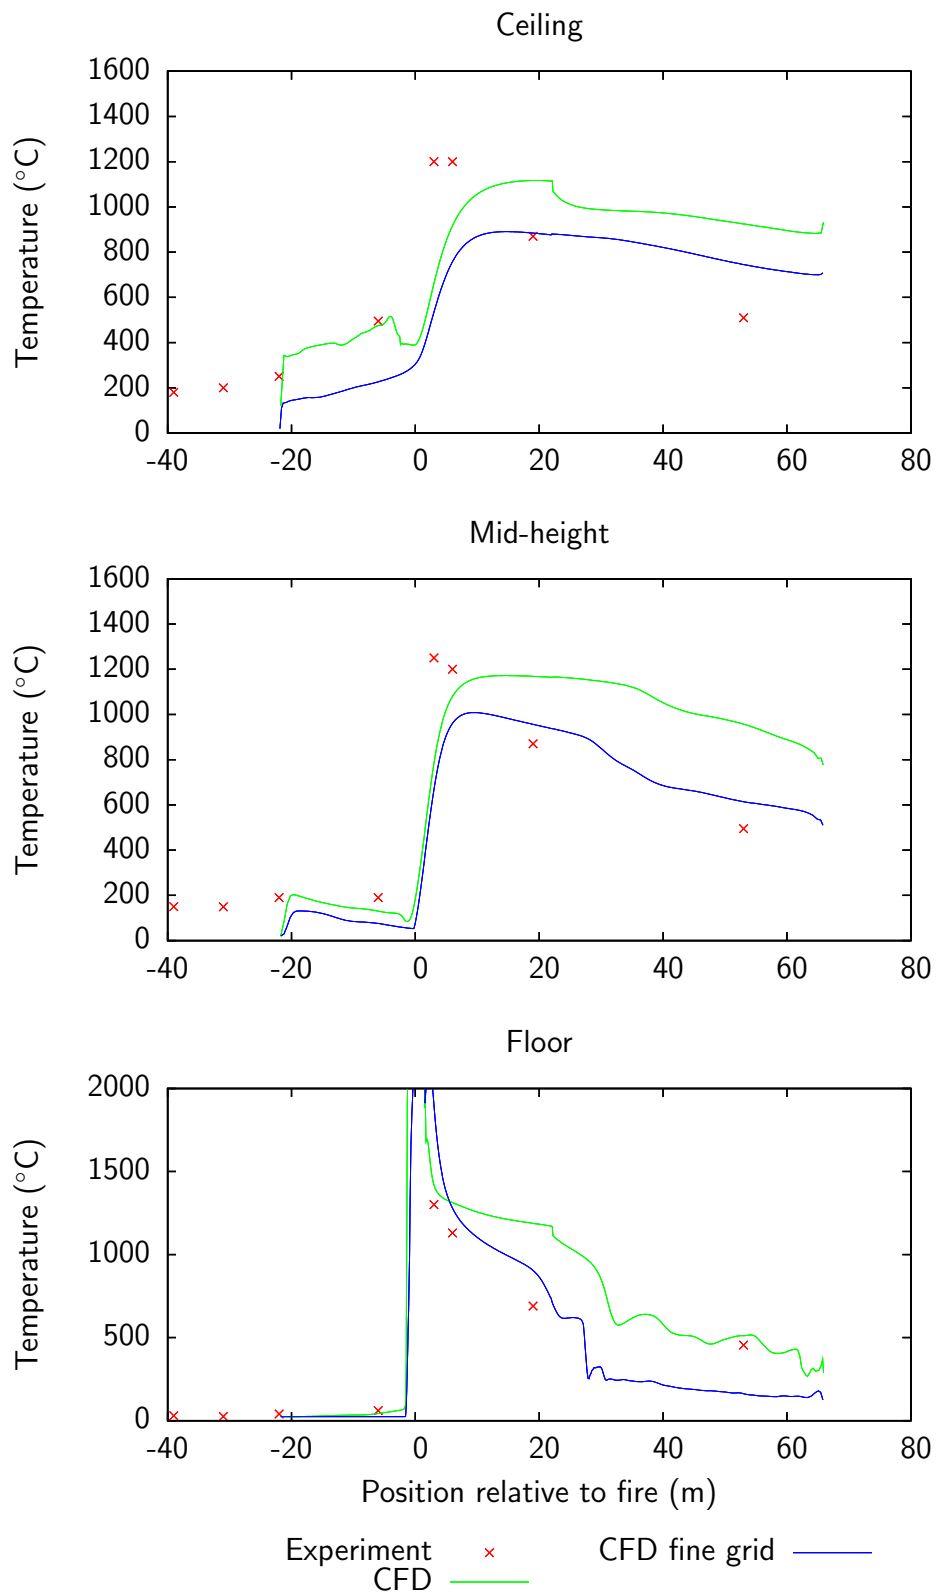 Ceiling
Temperature (°C)
1600
1400
1200
1000
800
600
400
200
0
-40 -20 0 20 40 60 80
Mid-height
Temperature (°C)
1600
1400
1200
1000
800
600
400
200
0
-40 -20 0 20 40 60 80
Floor
Temperature (°C)
2000
1500
1000
500
0
-40 -20 0 20 40 60 80
Position relative to fire (m)
Experiment CFD fine grid
CFD